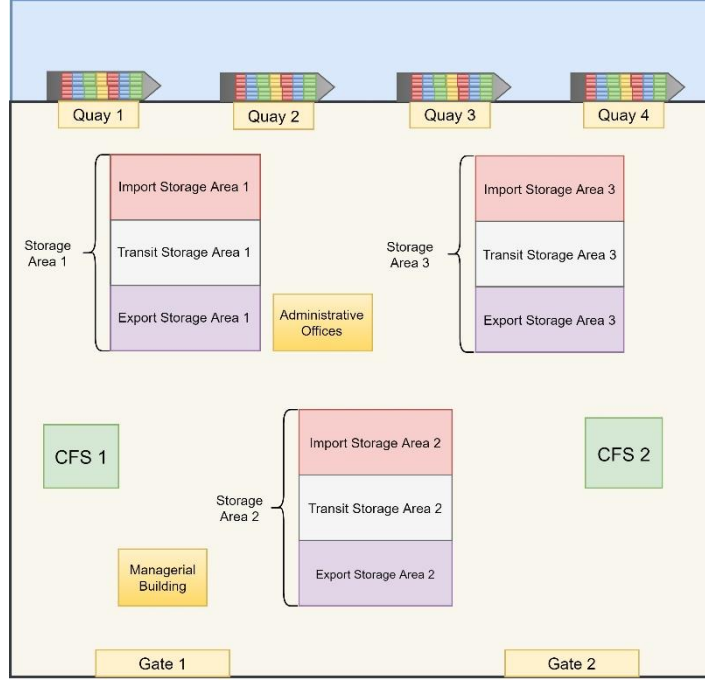 Quay 1
Quay 2
Quay 3
Quay 4
Import Storage Area 1
Storage
Area 1
Transit Storage Area 1
Export Storage Area 1
Administrative
Offices
Import Storage Area 3
Storage
Area 3
Transit Storage Area 3
Export Storage Area 3
CFS 1
Import Storage Area 2
Storage
Area 2
Transit Storage Area 2
Export Storage Area 2
CFS 2
Managerial
Building
Gate 1
Gate 2